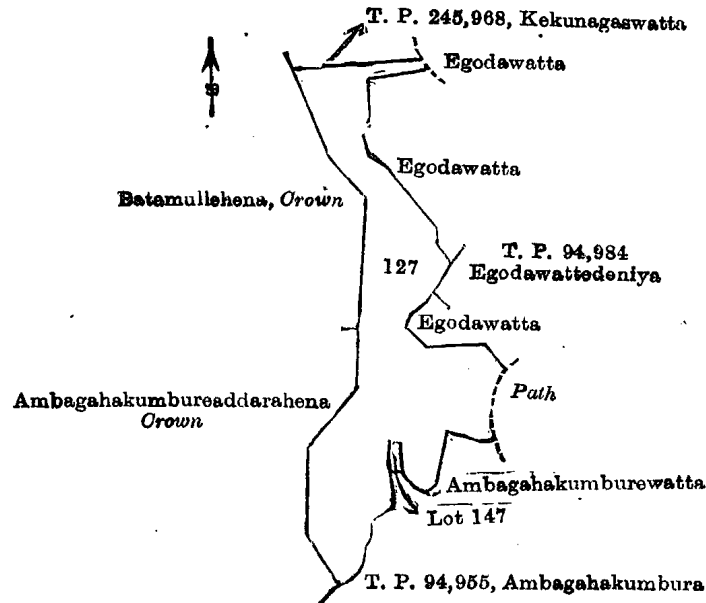 T. P. 245,968, Kekunagaswatta
Egodawatta
Egodawatta
Batamullehena, Crown
T. P. 94,984
127
Egodawattedeniya
Egodawatta
Path
Ambagahakumbureaddarahena
Crown
Ambagahakumburewatta
Lot 147
T. P. 94,955, Ambagahakumbura